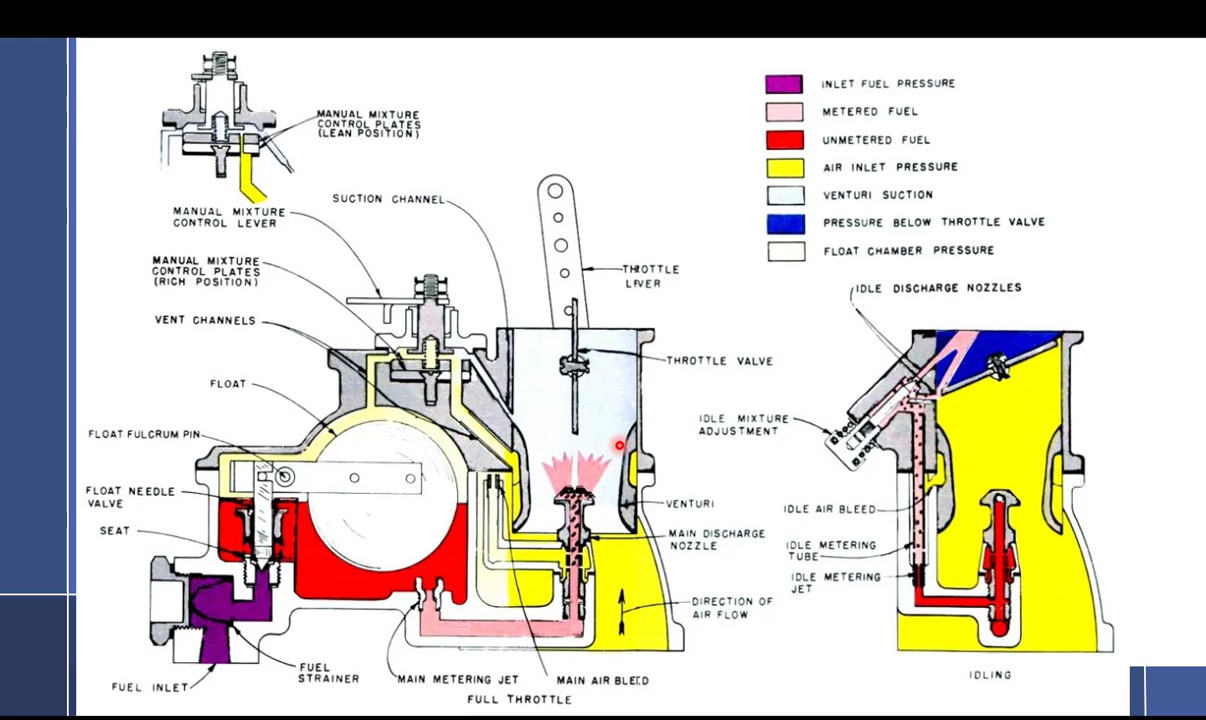 MANUAL MIXTURE
CONTROL PLATES
(LEAN POSITION)
SUCTION CHANNEL
MANUAL MIXTURE
CONTROL LEVER
MANUAL MIXTURE
CONTROL PLATES
(RICH POSITION)
VENT CHANNELS
FLOAT
FLOAT FULCRUM PIN
FLOAT NEEDLE
VALVE
SEAT
FUEL INLET
FUEL
STRAINER
MAIN METERING JET
MAIN AIR BLEED
FULL THROTTLE
THROTTLE
LEVER
THROTTLE VALVE
VENTURI
MAIN DISCHARGE
NOZZLE
DIRECTION OF
AIR FLOW
INLET FUEL PRESSURE
METERED FUEL
UNMETERED FUEL
AIR INLET PRESSURE
VENTURI SUCTION
PRESSURE BELOW THROTTLE VALVE
FLOAT CHAMBER PRESSURE
IDLE DISCHARGE NOZZLES
IDLE MIXTURE
ADJUSTMENT
IDLE AIR BLEED
IDLE METERING
TUBE
IDLE METERING
JET
IDLING